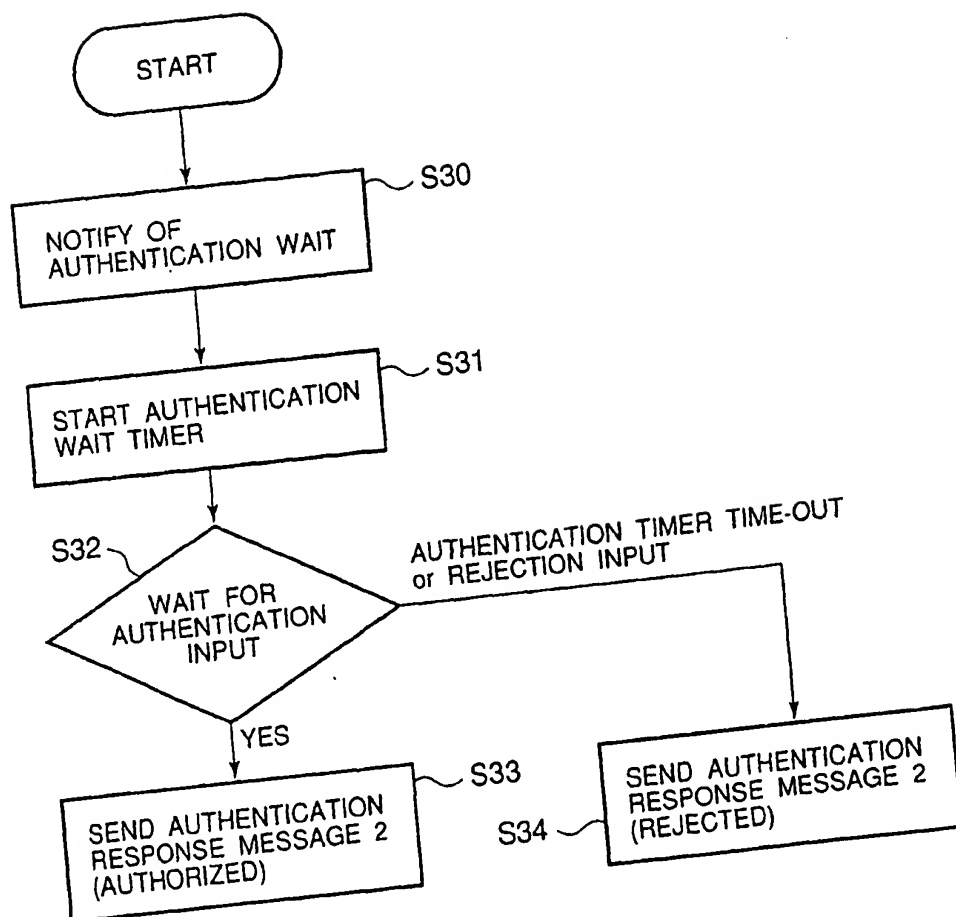 START
S30
NOTIFY OF
AUTHENTICATION WAIT
S31
START AUTHENTICATION
WAIT TIMER
S32
WAIT FOR
AUTHENTICATION
INPUT
AUTHENTICATION TIMER TIME-OUT
or REJECTION INPUT
YES
S33
SEND AUTHENTICATION
RESPONSE MESSAGE 2
(AUTHORIZED)
S34
SEND AUTHENTICATION
RESPONSE MESSAGE 2
(REJECTED)